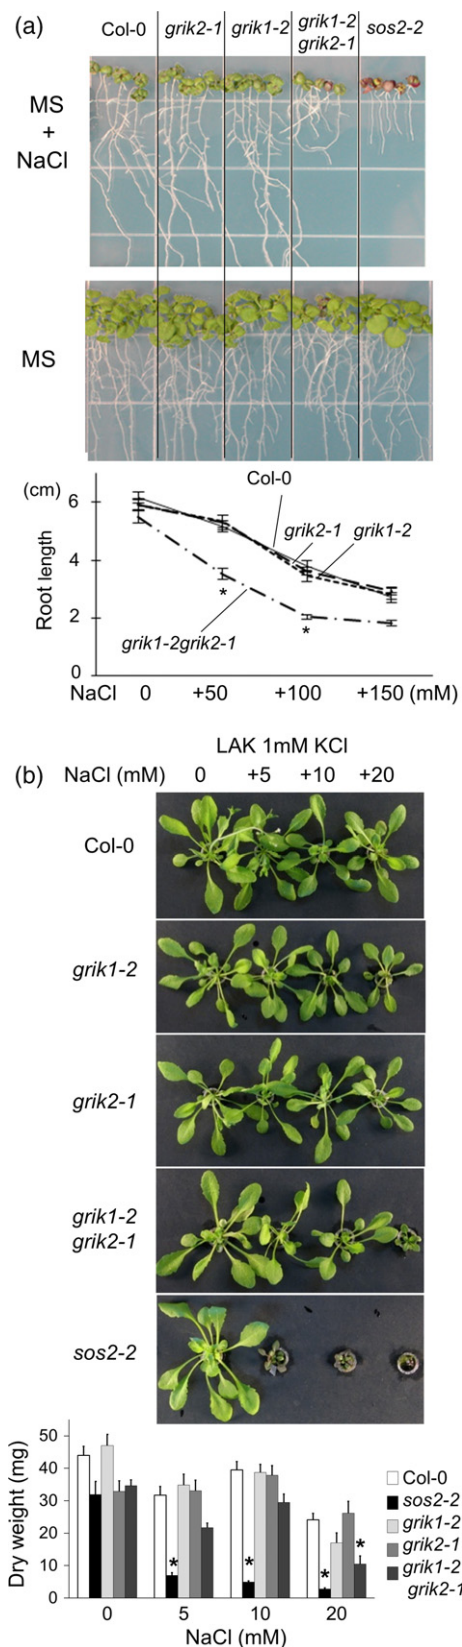 (a)
Col-0 grik2-1 grik1-2 grik1-2 sos2-2
grik2-1
MS
+
NaCl
MS
(cm)
Col-0
6
grik2-1 grik1-2
4
Root length
*
2
*
grik1-2grik2-1
0
NaCl 0 +50 +100 +150 (mM)
LAK 1mM KCl
(b) NaCl (mM) 0 +5 +10 +20
Col-0
grik1-2
grik2-1
grik1-2
grik2-1
sos2-2
50
40
30
20
10
0
Dry weight (mg)
* * * *
Col-0
sos2-2
grik1-2
grik2-1
grik1-2
grik2-1
0 5 10 20
NaCl (mM)